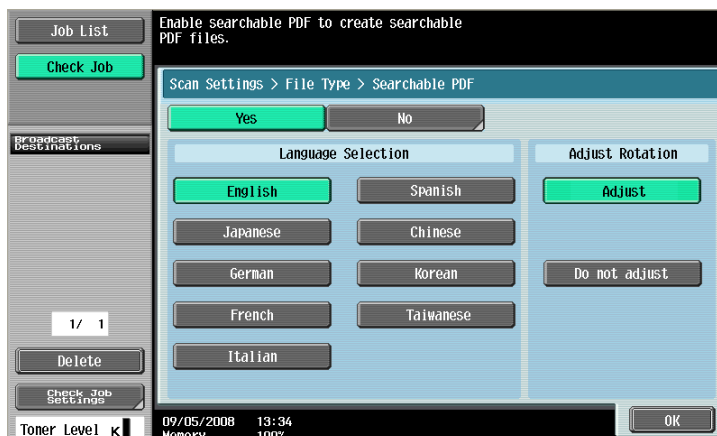 Job List
Check Job
Enable searchable PDF to create searchable
PDF files.
Scan Settings > File Type > Searchable PDF
Yes
No
Broadcast
Destinations
Language Selection
Adjust Rotation
English
Spanish
Adjust
Japanese
Chinese
German
Korean
Do not adjust
French
Taiwanese
1/ 1
Italian
Delete
Check Job
Settings
Toner Level K
09/05/2008 13:34
Memory 100%
OK